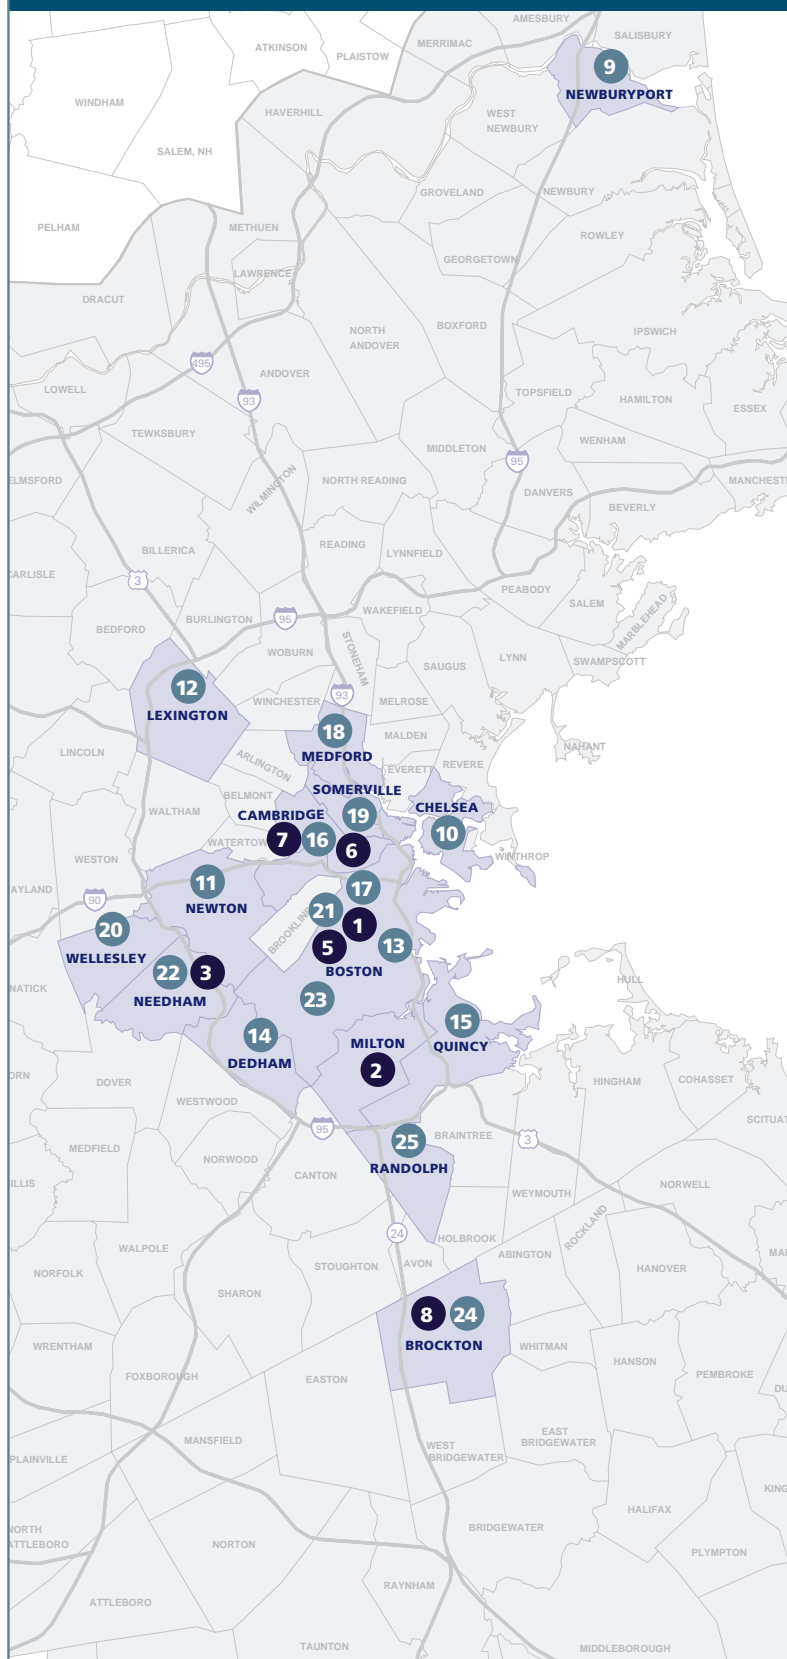 AMESBURY
SALISBURY
MERRIMAC
ATKINSON
PLAISTOW
9
NEWBURYPORT
WINDHAM
HAVERHILL
WEST
NEWBURY
SALEM, NH
GROVELAND
NEWBURY
PELHAM
METHUEN
ROWLEY
GEORGETOWN
LAWRENCE
DRACUT
BOXFORD
NORTH
ANDOVER
IPSWICH
495
ANDOVER
LOWELL
93
TOPSFIELD
HAMILTON
ESSEX
TEWKSBURY
WENHAM
MIDDLETON
95
WILMINGTON
NORTH READING
ELMSFORD
MANCHEST
DANVERS
BEVERLY
READING
BILLERICA
LYNNFIELD
CARLISLE
3
PEABODY
SALEM
WAKEFIELD
MARBLEHEAD
BURLINGTON
95
BEDFORD
STONEHAM
WOBURN
LYNN
SWAMPSCOTT
SAUGUS
12
93
WINCHESTER
MELROSE
LEXINGTON
18
MALDEN
NAHANT
LINCOLN
MEDFORD
ARLINGTON
EVERETT
REVERE
SOMERVILLE
BELMONT
CHELSEA
WALTHAM
CAMBRIDGE
19
10
WATERTOW
7
16
6
WINTHROP
WESTON
11
AYLAND
17
90
NEWTON
21
BROOKLINE
1
20
5
13
WELLESLEY
BOSTON
22
3
HULL
NATICK
NEEDHAM
23
15
14
MILTON
QUINCY
DEDHAM
2
ORN
DOVER
HINGHAM
COHASSET
WESTWOOD
SCITUAT
95
25
BRAINTREE
3
MEDFIELD
NORWOOD
RANDOLPH
CANTON
LLIS
WEYMOUTH
NORWELL
24
ROCKLAND
HOLBROOK
WALPOLE
ABINGTON
MA
AVON
STOUGHTON
HANOVER
NORFOLK
SHARON
8
24
BROCKTON
WRENTHAM
WHITMAN
HANSON
FOXBOROUGH
PEMBROKE
EASTON
DU
MANSFIELD
EAST
BRIDGEWATER
WEST
BRIDGEWATER
PLAINVILLE
KING
HALIFAX
NORTH
ATTLEBORO
BRIDGEWATER
NORTON
PLYMPTON
RAYNHAM
ATTLEBORO
TAUNTON
MIDDLEBOROUGH